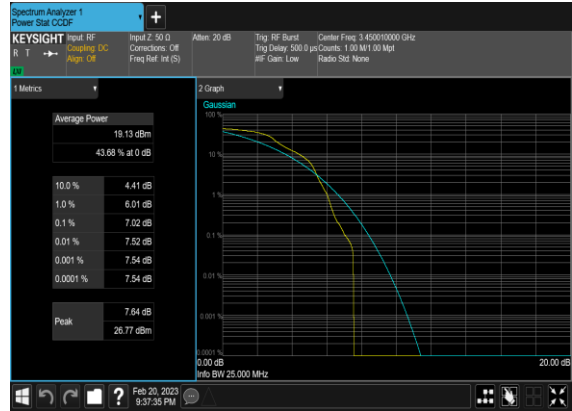 Spectrum Analyzer 1
Power Stat CCDF
KEYSIGHT
R T
LXI
Input: RF
Coupling: DC
Align: Off
Input Z: 50 Ω
Corrections: Off
Freq Ref: Int (S)
Atten: 20 dB
Trig: RF Burst
Trig Delay: 500.0 µs
#IF Gain: Low
Center Freq: 3.450010000 GHz
Counts: 1.00 M/1.00 Mpt
Radio Std: None
1 Metrics
Average Power
19.13 dBm
43.68 % at 0 dB
10.0 % 4.41 dB
1.0 % 6.01 dB
0.1 % 7.02 dB
0.01 % 7.52 dB
0.001 % 7.54 dB
0.0001 % 7.54 dB
Peak
7.64 dB
26.77 dBm
2 Graph
Gaussian
100 %
10 %
1 %
0.1 %
0.01 %
0.001 %
0.0001 %
0.00 dB
20.00 dB
Info BW 25.000 MHz
?
Feb 20, 2023
9:37:35 PM